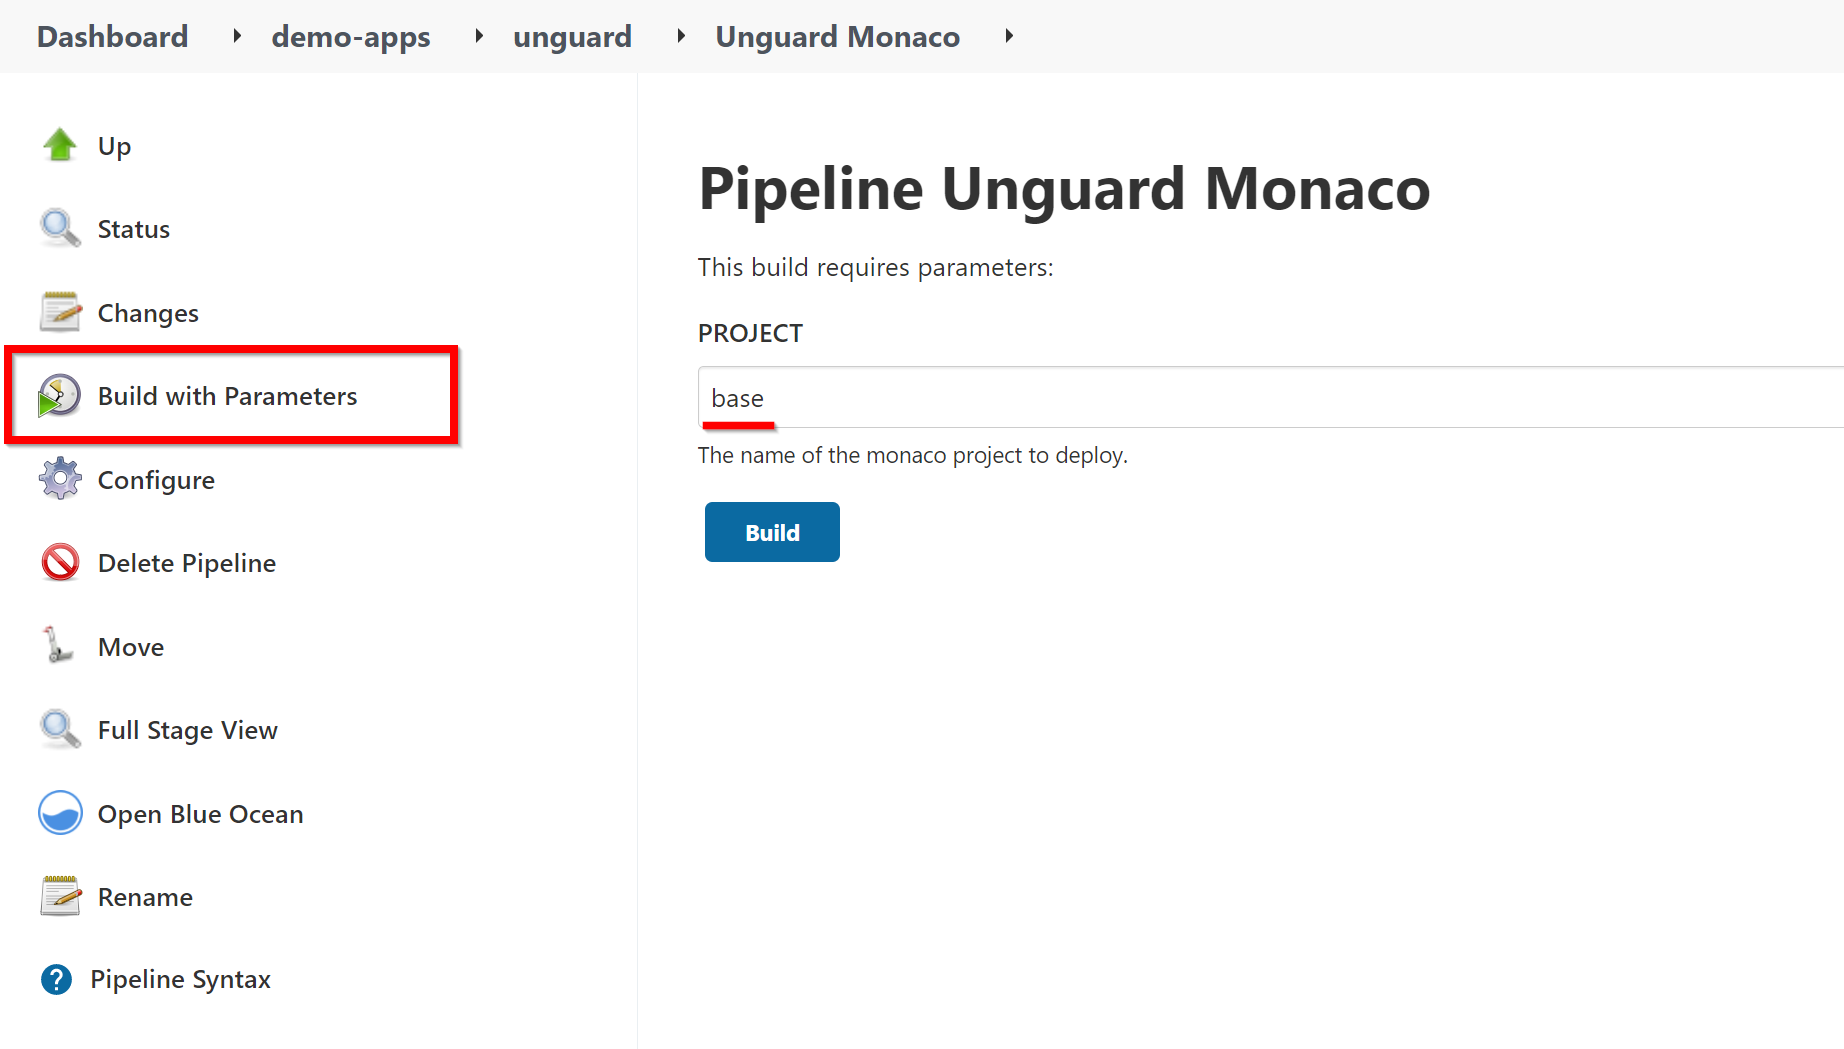 Dashboard demo-apps unguard Unguard Monaco
Up
Status
Changes
Build with Parameters
Configure
Delete Pipeline
Move
Full Stage View
Open Blue Ocean
Rename
? Pipeline Syntax
Pipeline Unguard Monaco
This build requires parameters:
PROJECT
base
The name of the monaco project to deploy.
Build